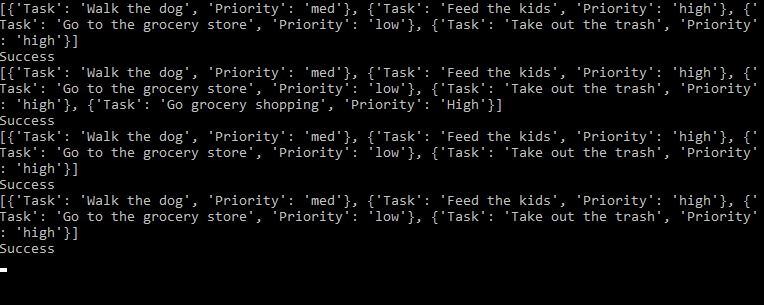 [{'Task': 'Walk the dog', 'Priority': 'med'}, {'Task': 'Feed the kids', 'Priority': 'high'}, {'
Task': 'Go to the grocery store', 'Priority': 'low'}, {'Task': 'Take out the trash', 'Priority'
: 'high'}]
Success
[{'Task': 'Walk the dog', 'Priority': 'med'}, {'Task': 'Feed the kids', 'Priority': 'high'}, {'
Task': 'Go to the grocery store', 'Priority': 'low'}, {'Task': 'Take out the trash', 'Priority'
: 'high'}, {'Task': 'Go grocery shopping', 'Priority': 'High'}]
Success
[{'Task': 'Walk the dog', 'Priority': 'med'}, {'Task': 'Feed the kids', 'Priority': 'high'}, {'
Task': 'Go to the grocery store', 'Priority': 'low'}, {'Task': 'Take out the trash', 'Priority'
: 'high'}]
Success
[{'Task': 'Walk the dog', 'Priority': 'med'}, {'Task': 'Feed the kids', 'Priority': 'high'}, {'
Task': 'Go to the grocery store', 'Priority': 'low'}, {'Task': 'Take out the trash', 'Priority'
: 'high'}]
Success